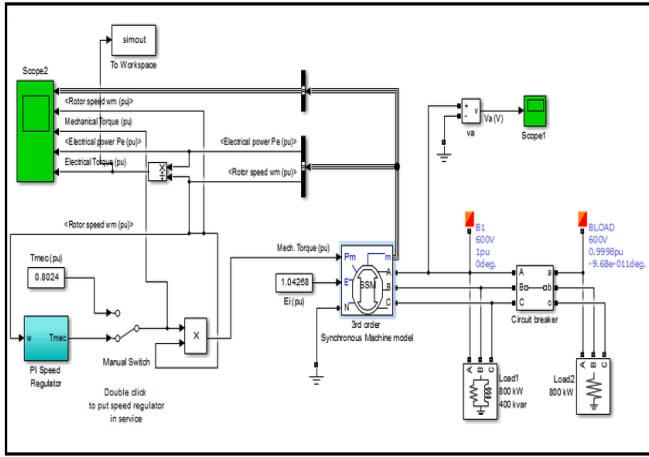 simout
To Workspace
Scope2
<Rotor speed wm (pu)>
Mechanical Torque (pu)
<Electrical power Pe (pu)>
Electrical Torque (pu)
<Electrical power Pe (pu)>
<Rotor speed wm (pu)>
×
÷
+
-
v
va
Va (V)
Scope1
<Rotor speed wm (pu)>
Tmec (pu)
0.8024
w
Tmec
PI Speed
Regulator
Manual Switch
Double click
to put speed regulator
in service
×
Mech. Torque (pu)
1.04268
Ei (pu)
Pm
m
E
N
SSM
A
B
C
3rd order
Synchronous Machine model
B1
600V
1pu
0deg.
BLOAD
600V
0.9998pu
-9.68e-011deg.
A
a
B
b
C
c
Circuit breaker
A B C
Load1
800 kW
400 kvar
A B C
Load2
800 kW